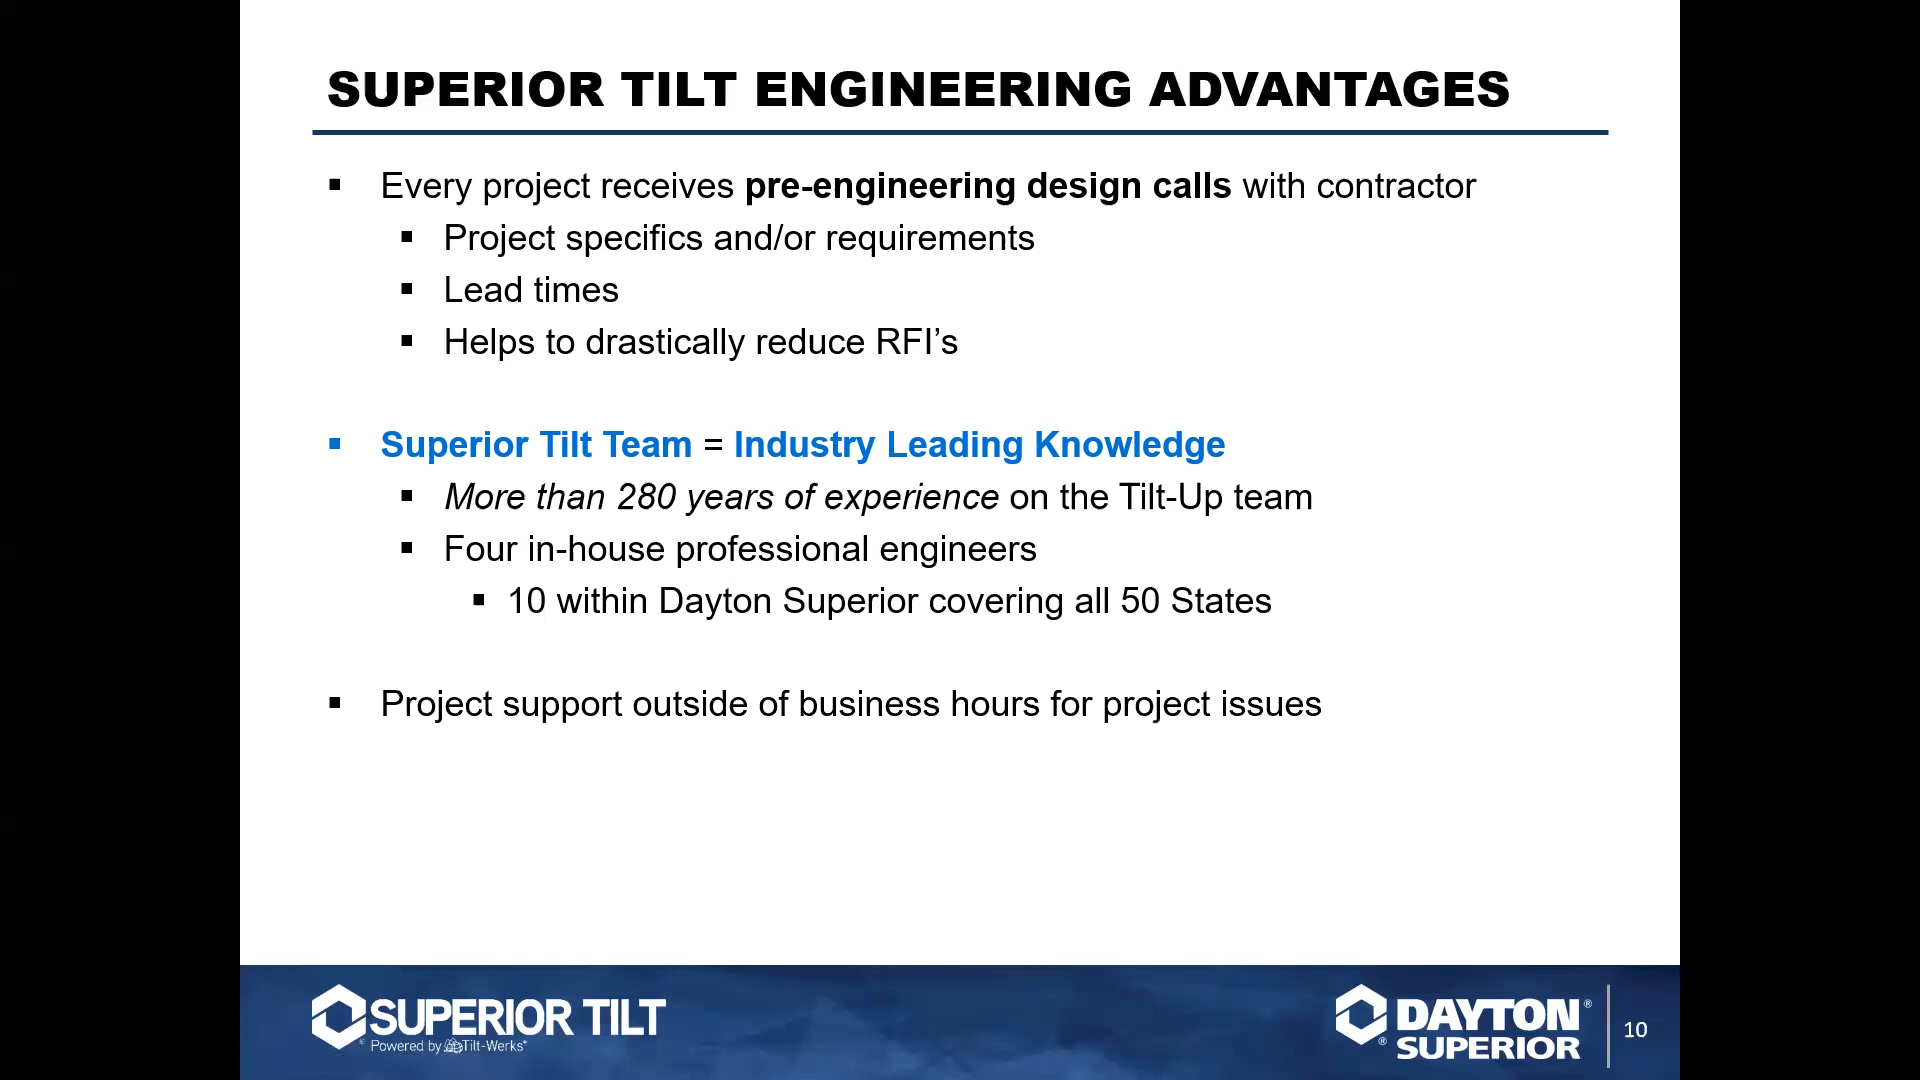 SUPERIOR TILT ENGINEERING ADVANTAGES
▪ Every project receives pre-engineering design calls with contractor
▪ Project specifics and/or requirements
▪ Lead times
▪ Helps to drastically reduce RFI’s
▪ Superior Tilt Team = Industry Leading Knowledge
▪ More than 280 years of experience on the Tilt-Up team
▪ Four in-house professional engineers
▪ 10 within Dayton Superior covering all 50 States
▪ Project support outside of business hours for project issues
SUPERIOR TILT
Powered by Tilt-Werks®
DAYTON®
SUPERIOR
10